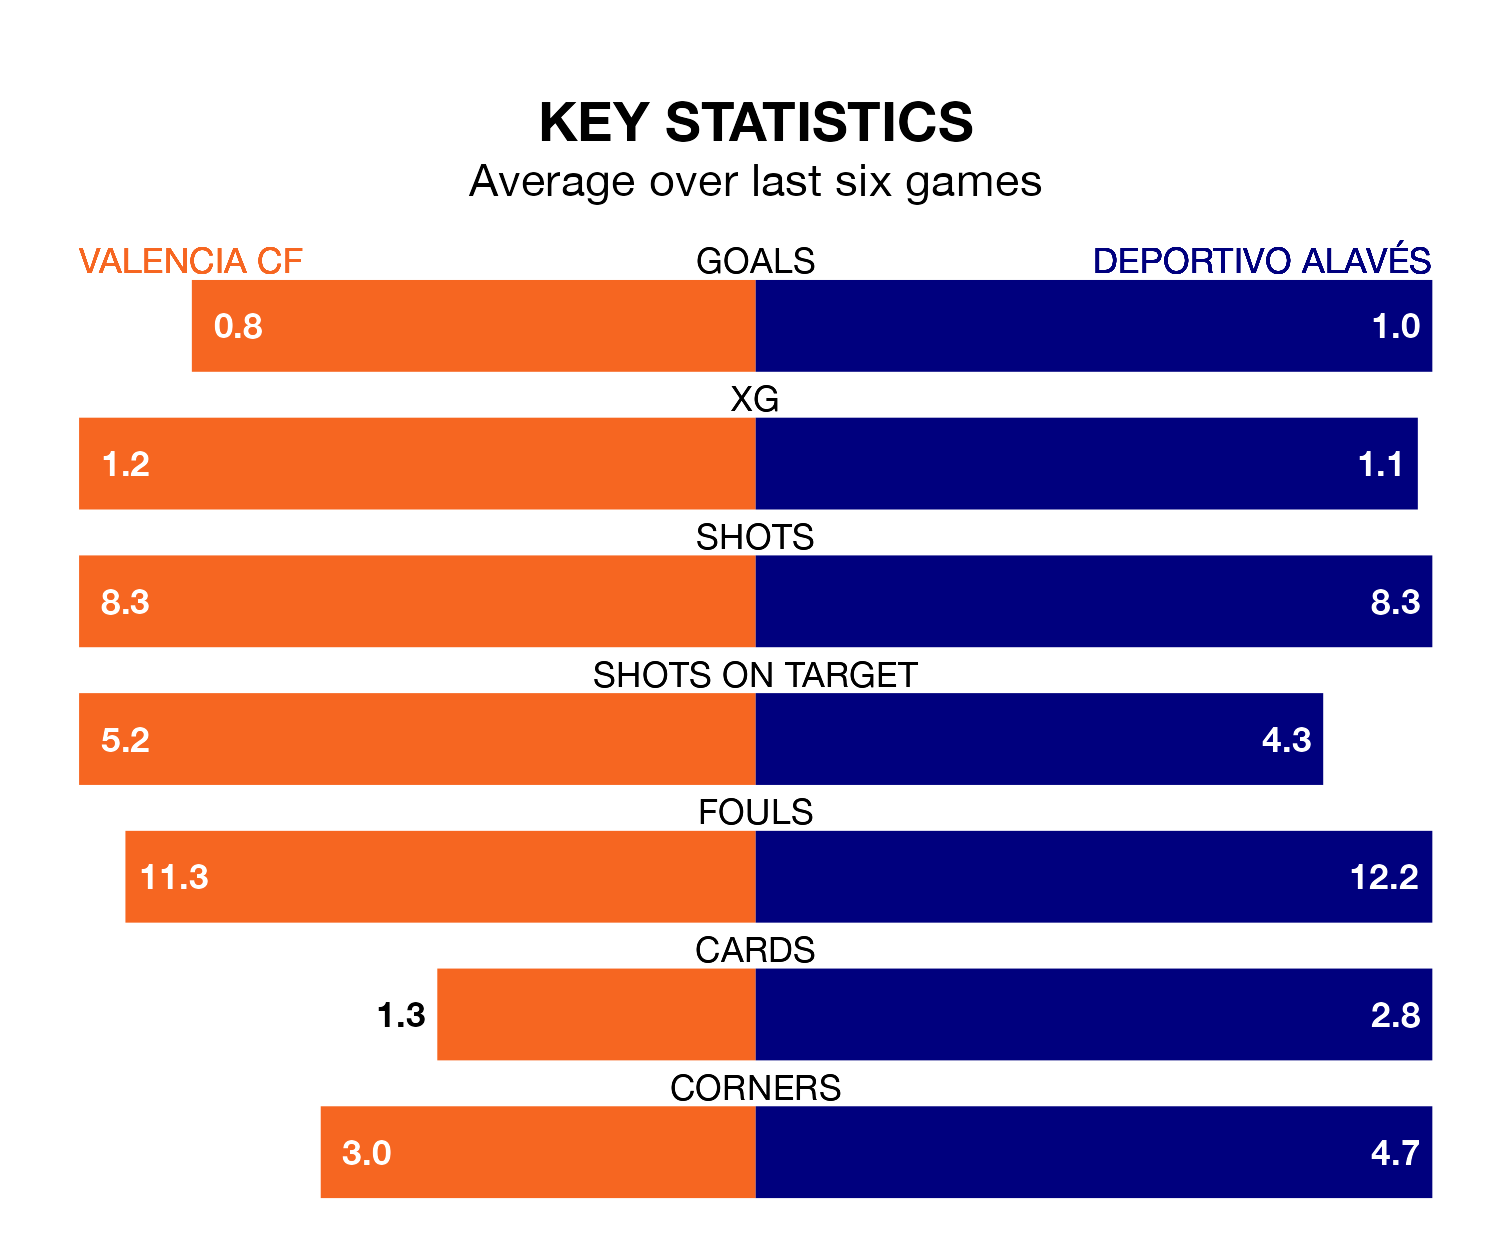 KEY STATISTICS
Average over last six games
VALENCIA CF GOALS DEPORTIVO ALAVÉS
0.8 1.0
XG
1.2 1.1
SHOTS
8.3 8.3
SHOTS ON TARGET
5.2 4.3
FOULS
11.3 12.2
CARDS
1.3 2.8
CORNERS
3.0 4.7